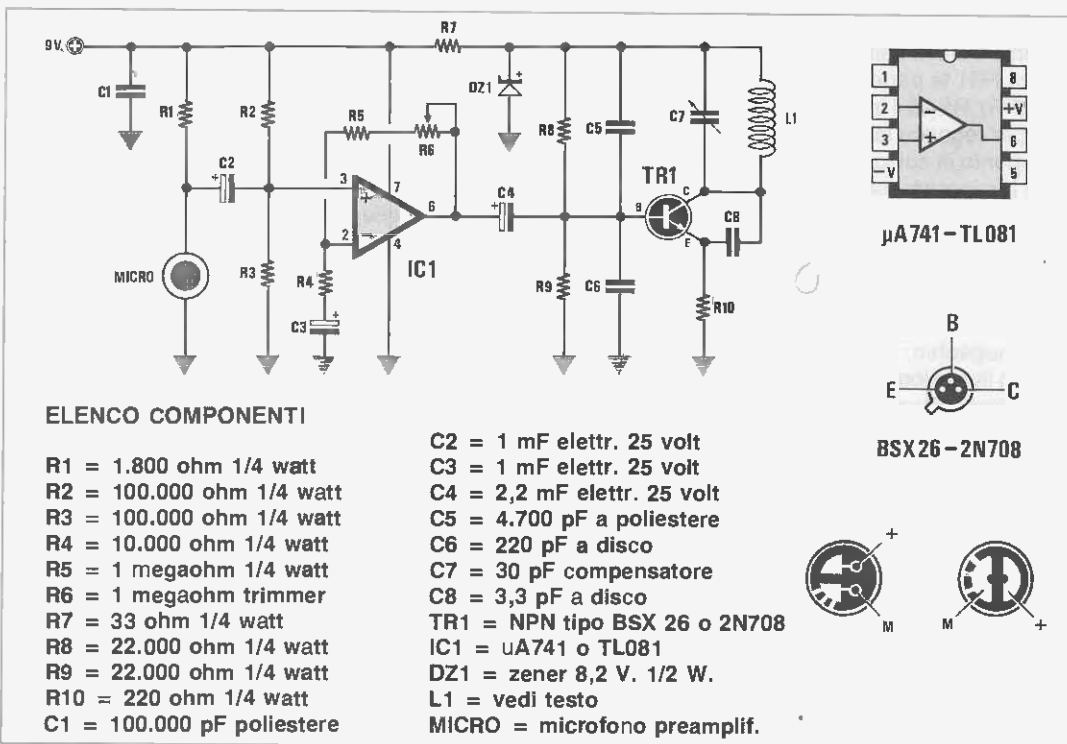 R7
9V.
DZ1
C1
R1
R2
R5
R6
R8
C5
C7
L1
1
2
3
-V
8
+V
6
5
μA741-TL081
C2
3
7
6
2
4
IC1
C4
TR1
B
C
E
C8
MICRO
R3
R4
C3
R9
C6
R10
B
E
C
BSX26-2N708
+
M
M
+
ELENCO COMPONENTI
R1 = 1.800 ohm 1/4 watt
R2 = 100.000 ohm 1/4 watt
R3 = 100.000 ohm 1/4 watt
R4 = 10.000 ohm 1/4 watt
R5 = 1 megaohm 1/4 watt
R6 = 1 megaohm trimmer
R7 = 33 ohm 1/4 watt
R8 = 22.000 ohm 1/4 watt
R9 = 22.000 ohm 1/4 watt
R10 = 220 ohm 1/4 watt
C1 = 100.000 pF poliestere
C2 = 1 mF elettr. 25 volt
C3 = 1 mF elettr. 25 volt
C4 = 2,2 mF elettr. 25 volt
C5 = 4.700 pF a poliestere
C6 = 220 pF a disco
C7 = 30 pF compensatore
C8 = 3,3 pF a disco
TR1 = NPN tipo BSX 26 o 2N708
IC1 = uA741 o TL081
DZ1 = zener 8,2 V. 1/2 W.
L1 = vedi testo
MICRO = microfono preamplif.